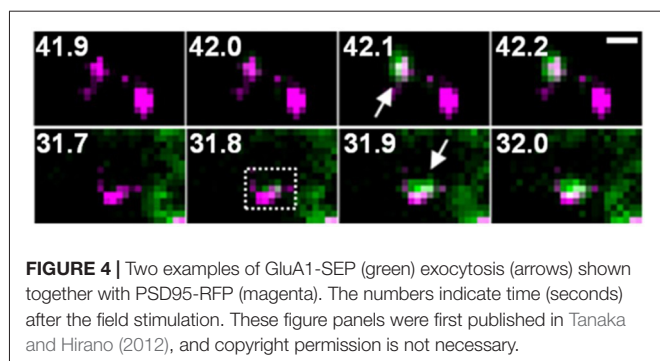 41.9 42.0 42.1 42.2
31.7 31.8 31.9 32.0
FIGURE 4 | Two examples of GluA1-SEP (green) exocytosis (arrows) shown
together with PSD95-RFP (magenta). The numbers indicate time (seconds)
after the field stimulation. These figure panels were first published in Tanaka
and Hirano (2012), and copyright permission is not necessary.